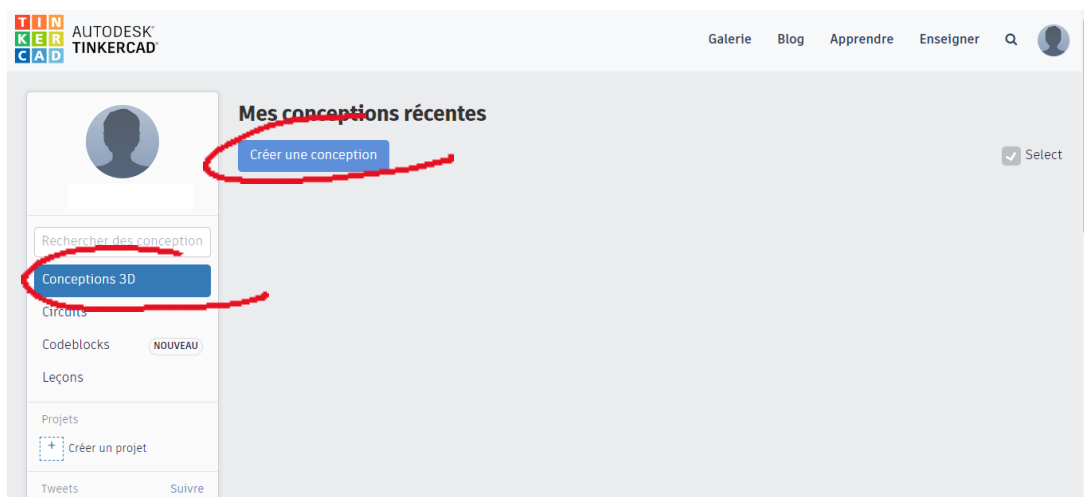 TIN
KER
CAD
AUTODESK®
TINKERCAD®
Galerie Blog Apprendre Enseigner
Mes conceptions récentes
Créer une conception
Select
Rechercher des conception
Conceptions 3D
Circuits
Codeblocks NOUVEAU
Leçons
Projets
+ Créer un projet
Tweets Suivre